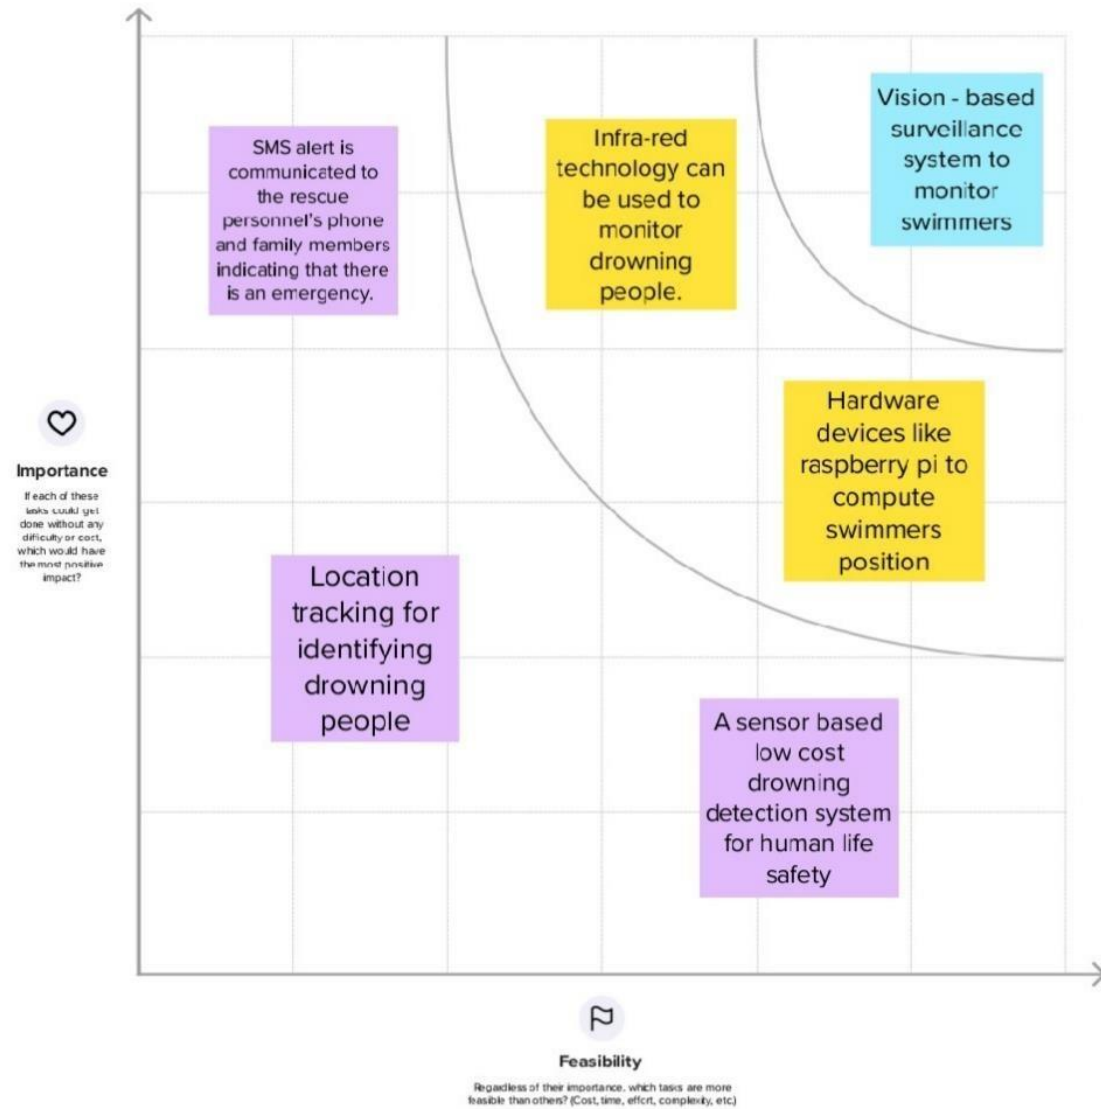 Vision - based
surveillance
system to
monitor
swimmers
SMS alert is
communicated to
the rescue
personnel's phone
and family members
indicating that there
is an emergency.
Infra-red
technology can
be used to
monitor
drowning
people.
Hardware
devices like
raspberry pi to
compute
swimmers
position
Importance
If each of these
tasks could get
done without any
difficulty or cost,
which would have
the most positive
impact?
Location
tracking for
identifying
drowning
people
A sensor based
low cost
drowning
detection system
for human life
safety
Feasibility
Regardless of their importance, which tasks are more
feasible than others? (Cost, time, effort, complexity, etc.)